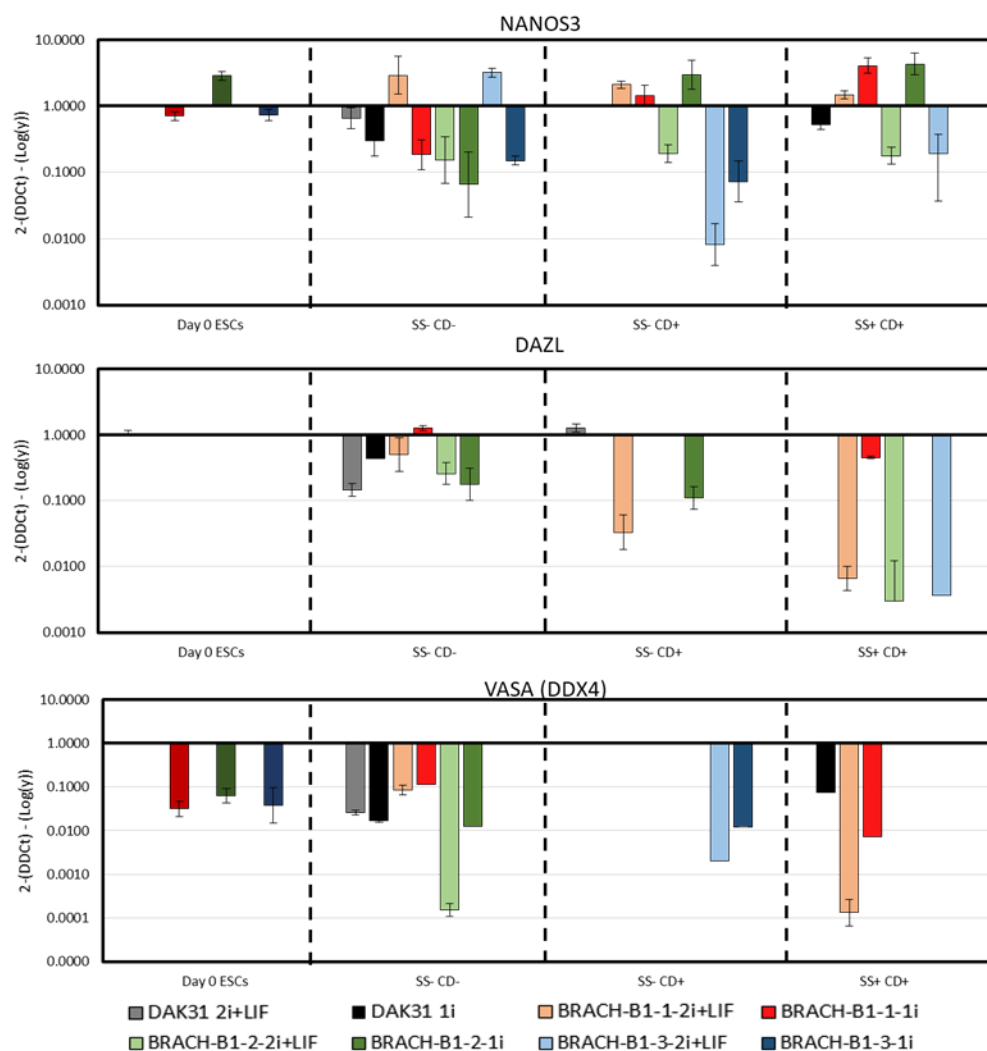 NANOS3
10.0000
1.0000
0.1000
0.0100
0.0010
2-(DDCt) - (Log(y))
Day 0 ESCs SS- CD- SS- CD+ SS+ CD+
DAZL
10.0000
1.0000
0.1000
0.0100
0.0010
2-(DDCt) - (Log(y))
Day 0 ESCs SS- CD- SS- CD+ SS+ CD+
VASA (DDX4)
10.0000
1.0000
0.1000
0.0100
0.0010
0.0001
0.0000
2-(DDCt) - (Log(y))
Day 0 ESCs SS- CD- SS- CD+ SS+ CD+
DAK31 2i+LIF DAK31 1i BRACH-B1-1-2i+LIF BRACH-B1-1-1i
BRACH-B1-2-2i+LIF BRACH-B1-2-1i BRACH-B1-3-2i+LIF BRACH-B1-3-1i